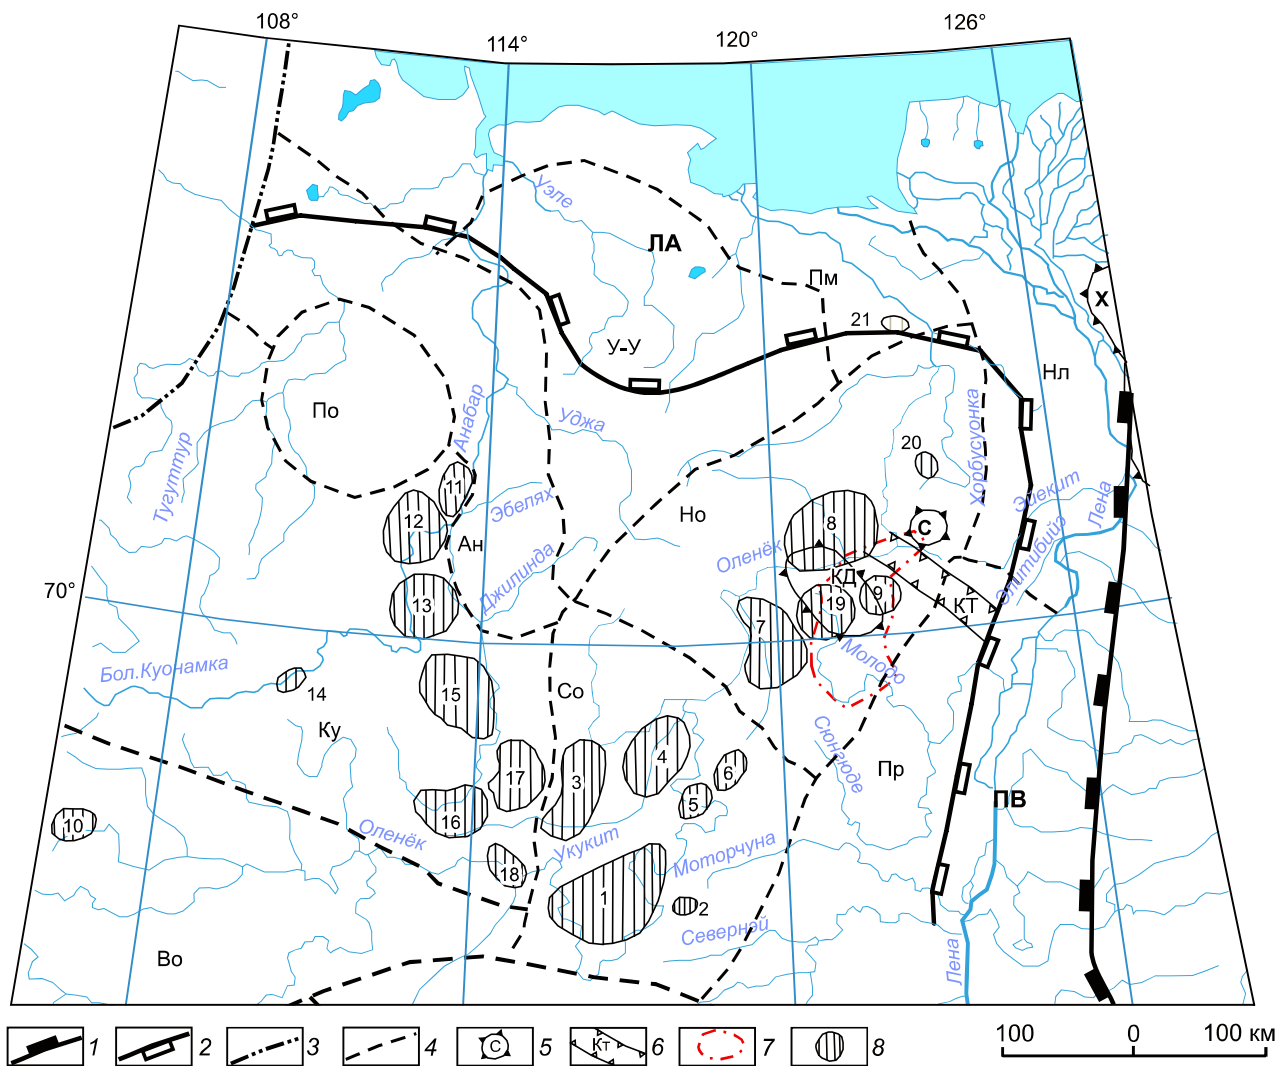 108°
114°
120°
126°
Уэле
ЛА
Пм
Х
21
У-У
Нл
По
Анабар
Уджа
Хорбусуонка
20
Тугуттур
11
Эбелях
12
Но
8
С
Эйекит
Лена
Ан
Оленёк
КД
Джилинда
Элитибийэ
70°
13
19
9
КТ
7
Молодо
Бол.Куонамка
14
15
Со
Ку
Сюнгюде
4
6
Пр
17
3
5
ПВ
10
16
Оленёк
Укукит
Моторчуна
18
1
2
Северный
Во
Лена
1
2
3
4
С
5
Кт
6
7
8
100
0
100 км